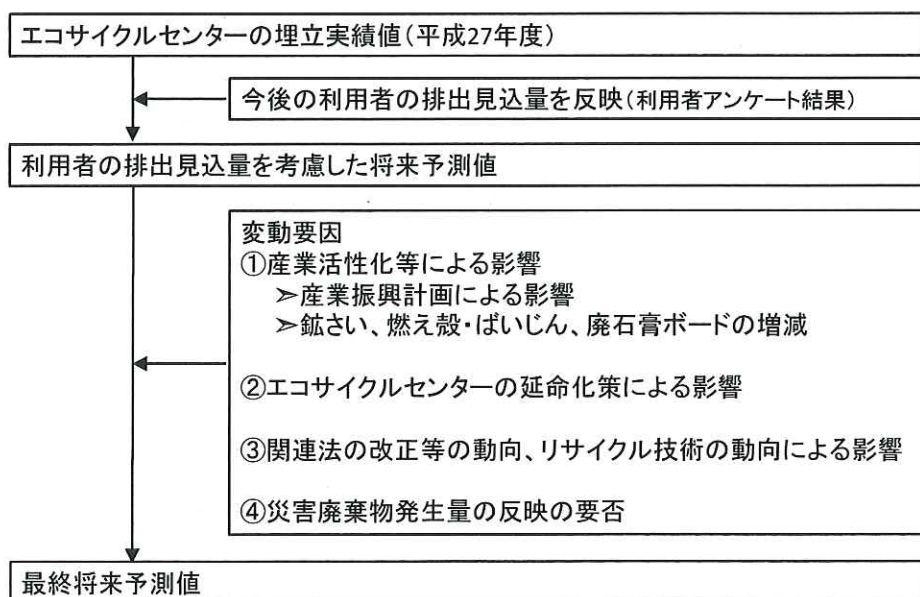 エコサイクルセンターの埋立実績値(平成27年度)
今後の利用者の排出見込量を反映(利用者アンケート結果)
利用者の排出見込量を考慮した将来予測値
変動要因
①産業活性化等による影響
➢産業振興計画による影響
➢鉱さい、燃え殻・ばいじん、廃石膏ボードの増減
②エコサイクルセンターの延命化策による影響
③関連法の改正等の動向、リサイクル技術の動向による影響
④災害廃棄物発生量の反映の要否
最終将来予測値